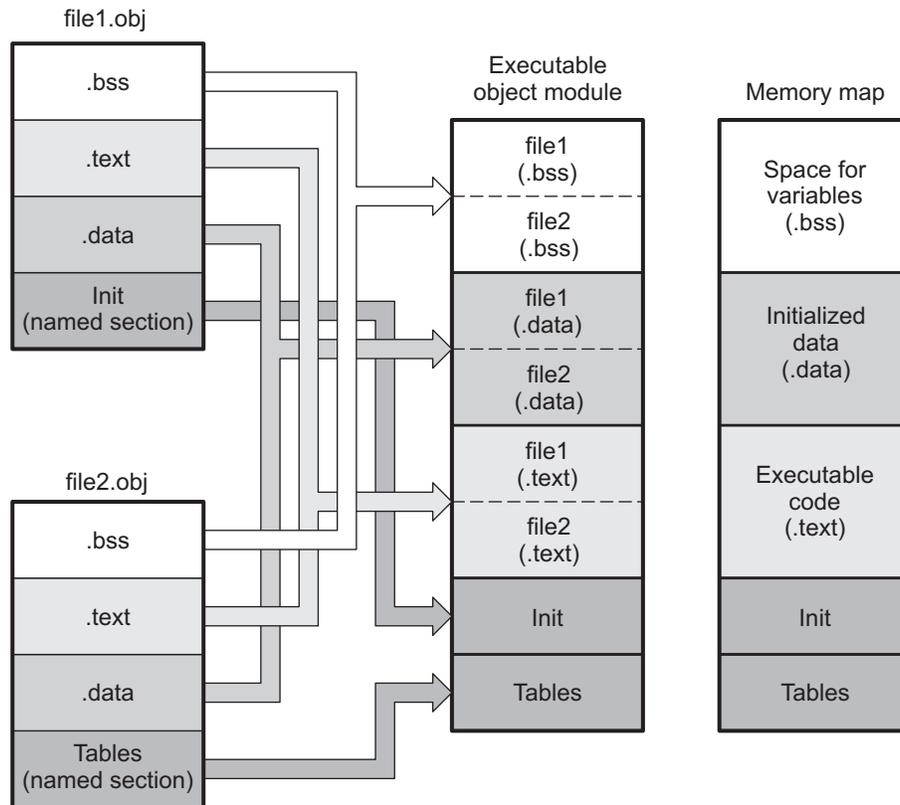 file1.obj
.bss
.text
.data
Init
(named section)
file2.obj
.bss
.text
.data
Tables
(named section)
Executable
object module
file1
(.bss)
file2
(.bss)
file1
(.data)
file2
(.data)
file1
(.text)
file2
(.text)
Init
Tables
Memory map
Space for
variables
(.bss)
Initialized
data
(.data)
Executable
code
(.text)
Init
Tables